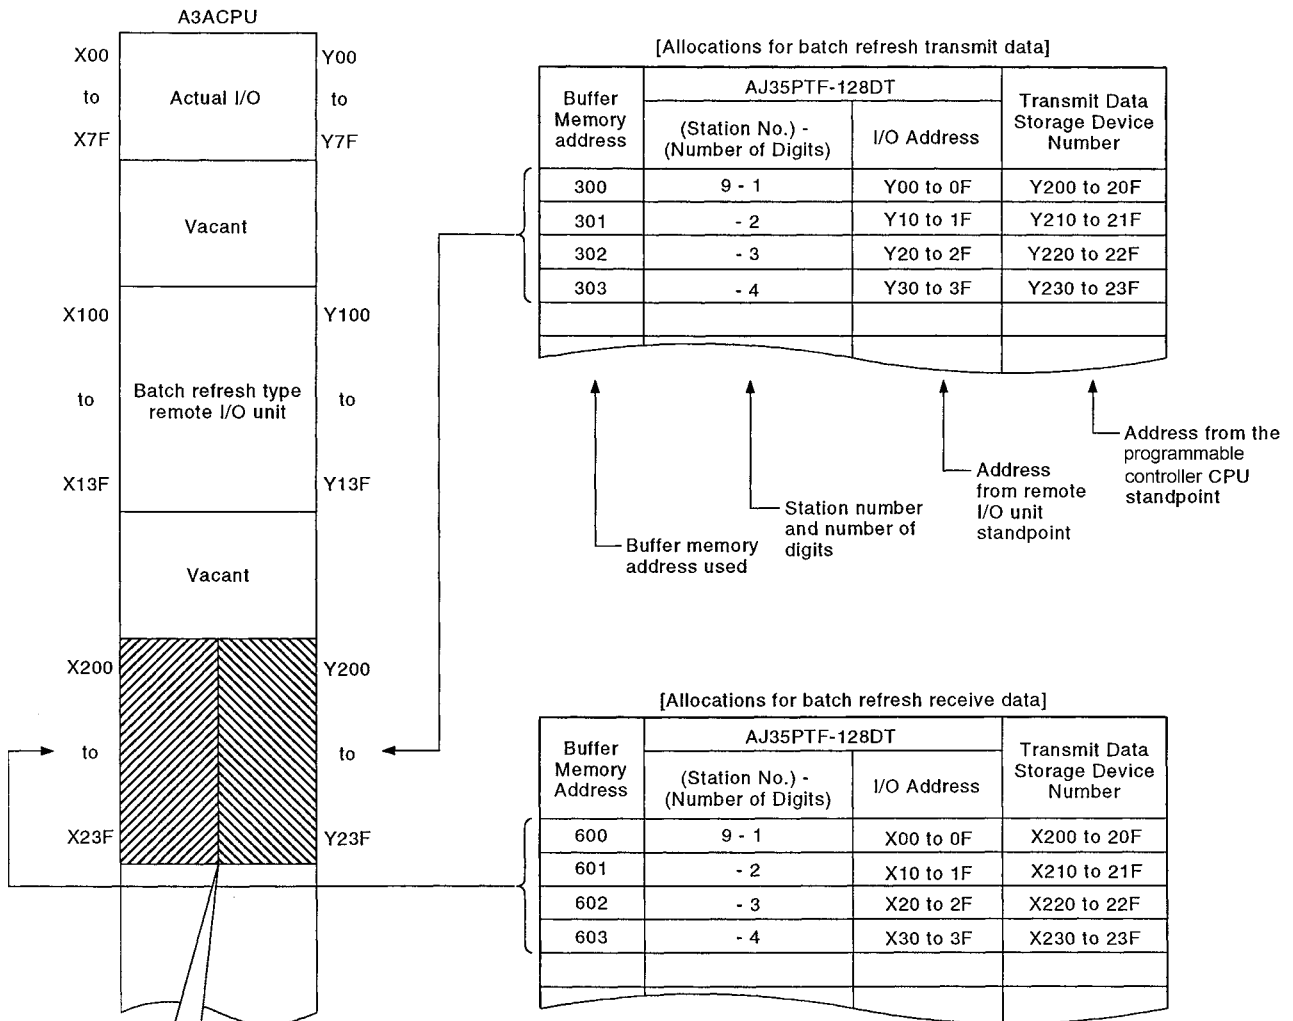 A3ACPU
X00
to
X7F
Actual I/O
Y00
to
Y7F
Vacant
X100
to
X13F
Batch refresh type
remote I/O unit
Y100
to
Y13F
Vacant
X200
to
X23F
Y200
to
Y23F
[Allocations for batch refresh transmit data]
Buffer
Memory
address
AJ35PTF-128DT
(Station No.) -
(Number of Digits)
I/O Address
Transmit Data
Storage Device
Number
300 9 - 1 Y00 to 0F Y200 to 20F
301 - 2 Y10 to 1F Y210 to 21F
302 - 3 Y20 to 2F Y220 to 22F
303 - 4 Y30 to 3F Y230 to 23F
Buffer memory
address used
Station number
and number of
digits
Address
from remote
I/O unit
standpoint
Address from the
programmable
controller CPU
standpoint
[Allocations for batch refresh receive data]
Buffer
Memory
Address
AJ35PTF-128DT
(Station No.) -
(Number of Digits)
I/O Address
Transmit Data
Storage Device
Number
600 9 - 1 X00 to 0F X200 to 20F
601 - 2 X10 to 1F X210 to 21F
602 - 3 X20 to 2F X220 to 22F
603 - 4 X30 to 3F X230 to 23F